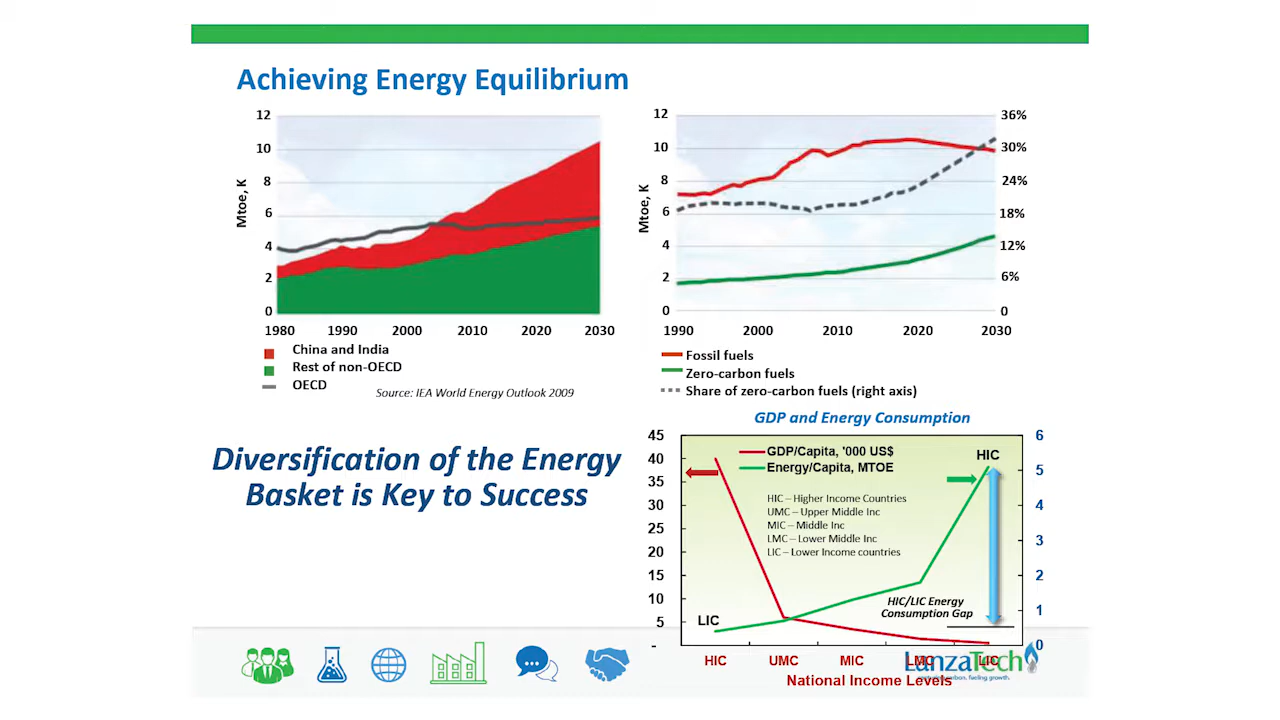 Achieving Energy Equilibrium
12
10
8
6
4
2
0
Mtoe, K
1980 1990 2000 2010 2020 2030
China and India
Rest of non-OECD
OECD
Source: IEA World Energy Outlook 2009
12
10
8
6
4
2
0
Mtoe, K
36%
30%
24%
18%
12%
6%
0
1990 2000 2010 2020 2030
Fossil fuels
Zero-carbon fuels
Share of zero-carbon fuels (right axis)
Diversification of the Energy
Basket is Key to Success
GDP and Energy Consumption
45
40
35
30
25
20
15
10
5
-
6
5
4
3
2
1
0
GDP/Capita, '000 US$
Energy/Capita, MTOE
HIC
HIC – Higher Income Countries
UMC – Upper Middle Inc
MIC – Middle Inc
LMC – Lower Middle Inc
LIC – Lower Income countries
HIC/LIC Energy
Consumption Gap
LIC
HIC UMC MIC LMC LIC
National Income Levels
LanzaTech
carbon. fueling growth.